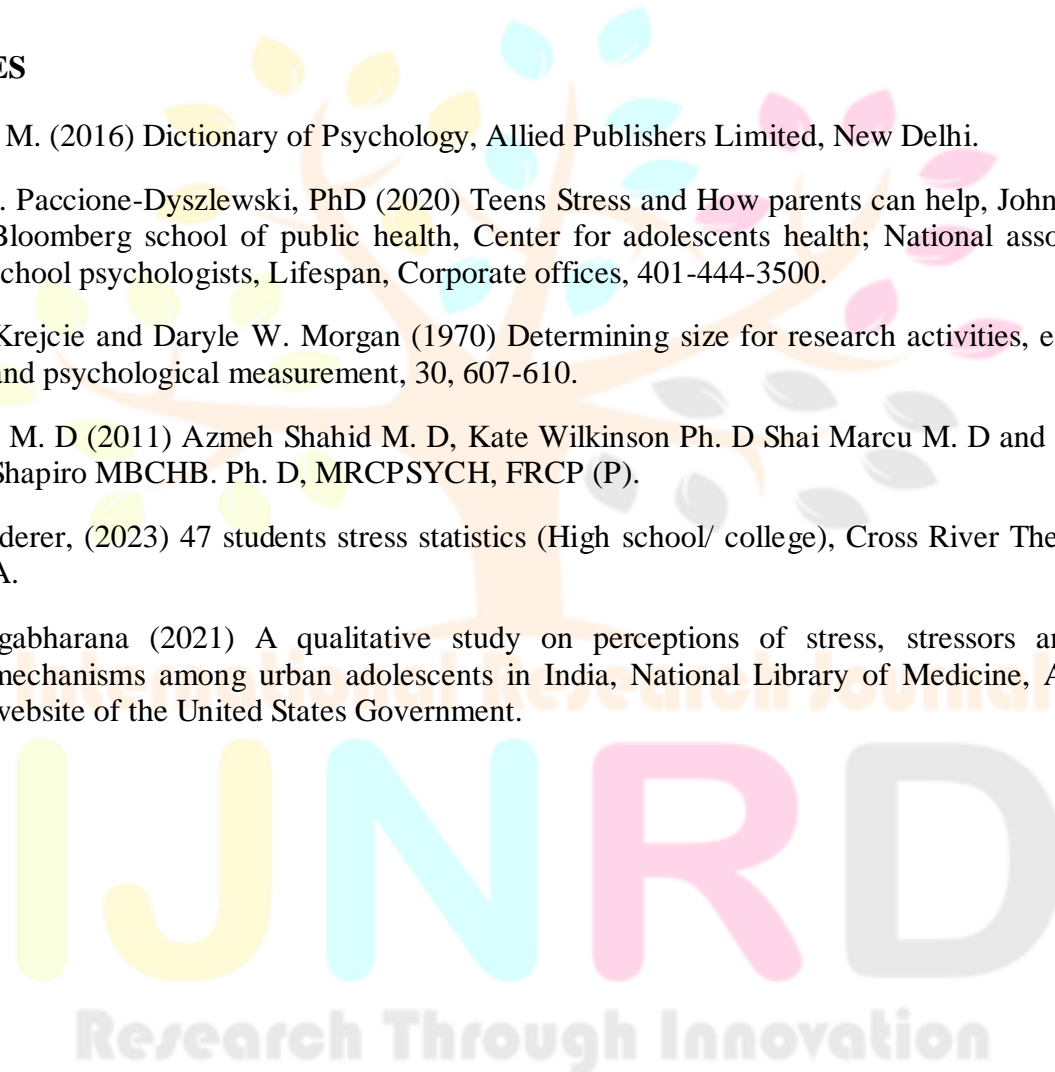 ES
M. (2016) Dictionary of Psychology, Allied Publishers Limited, New Delhi.
. Paccione-Dyszlewski, PhD (2020) Teens Stress and How parents can help, John
Bloomberg school of public health, Center for adolescents health; National asso
chool psychologists, Lifespan, Corporate offices, 401-444-3500.
Krejcie and Daryle W. Morgan (1970) Determining size for research activities, e
and psychological measurement, 30, 607-610.
M. D (2011) Azmeh Shahid M. D, Kate Wilkinson Ph. D Shai Marcu M. D and
Shapiro MBCHB. Ph. D, MRCPSYCH, FRCP (P).
derer, (2023) 47 students stress statistics (High school/ college), Cross River The
A.
gabharana (2021) A qualitative study on perceptions of stress, stressors a
mechanisms among urban adolescents in India, National Library of Medicine, A
website of the United States Government.
International Research Journal
IJNRD
Research Through Innovation